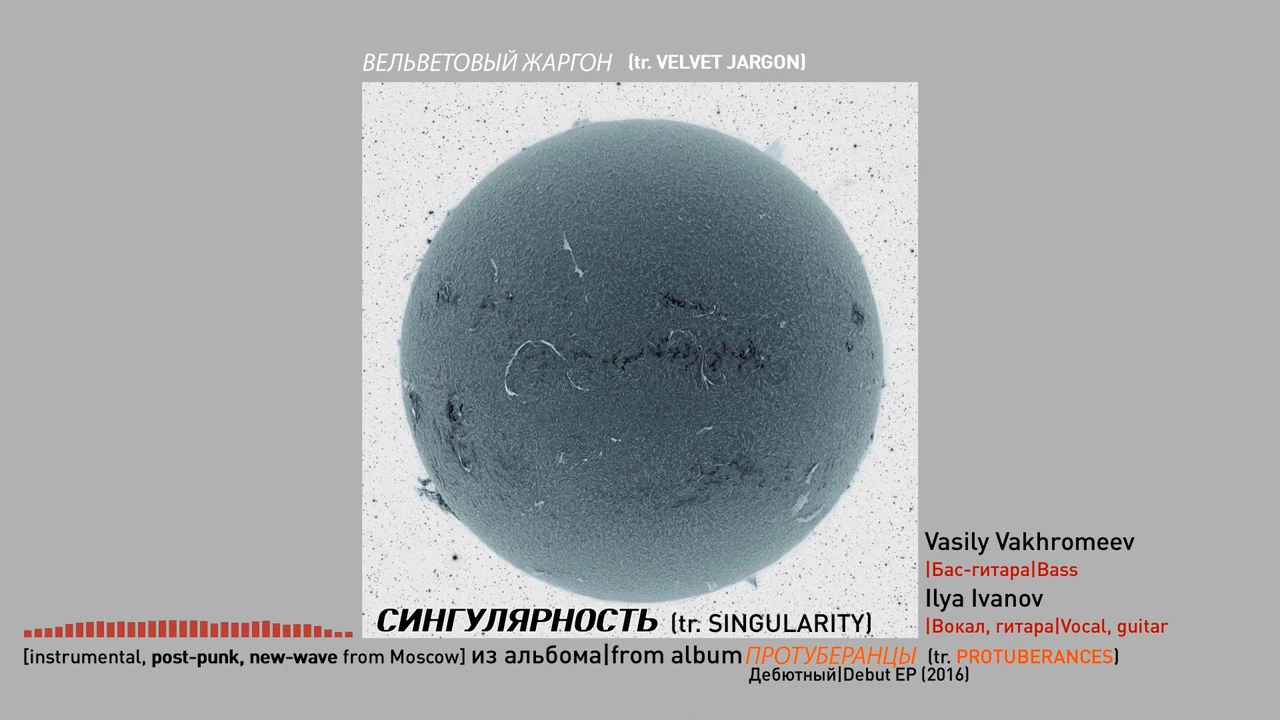 ВЕЛЬВЕТОВЫЙ ЖАРГОН (tr. VELVET JARGON)
Vasily Vakhromeev
|Бас-гитара|Bass
Ilya Ivanov
|Вокал, гитара|Vocal, guitar
СИНГУЛЯРНОСТЬ (tr. SINGULARITY)
[instrumental, post-punk, new-wave from Moscow] из альбома|from album ПРОТУБЕРАНЦЫ (tr. PROTUBERANCES)
Дебютный|Debut EP (2016)